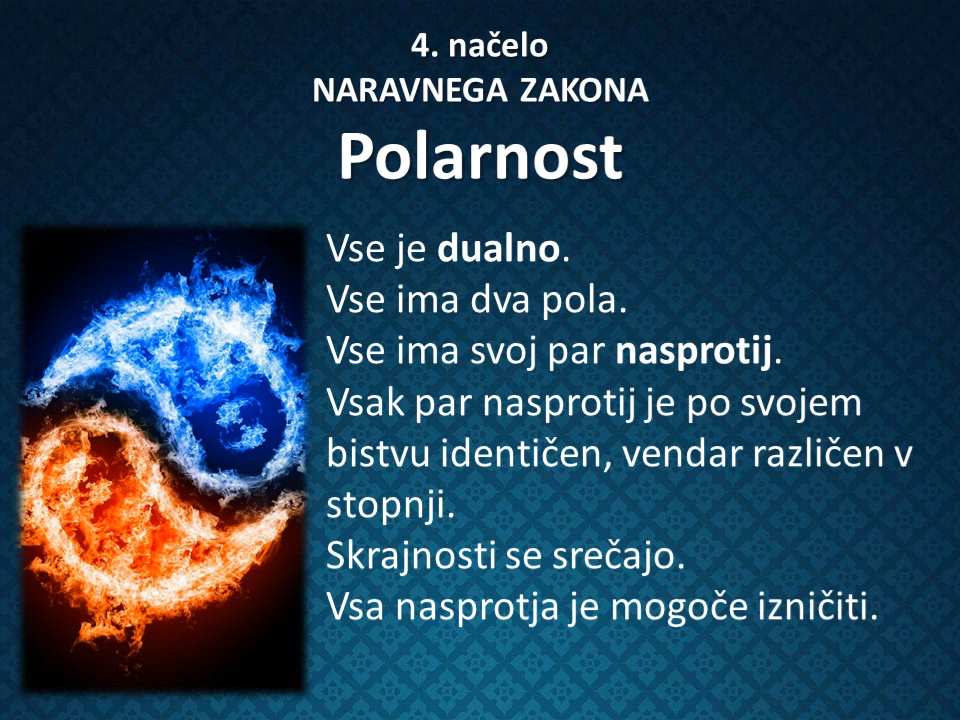 4. načelo
NARAVNEGA ZAKONA
Polarnost
Vse je dualno.
Vse ima dva pola.
Vse ima svoj par nasprotij.
Vsak par nasprotij je po svojem
bistvu identičen, vendar različen v
stopnji.
Skrajnosti se srečajo.
Vsa nasprotja je mogoče izničiti.